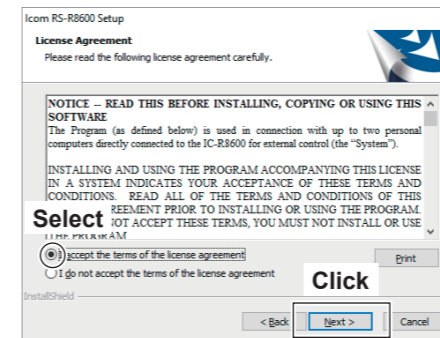 Icom RS-R8600 Setup
License Agreement
Please read the following license agreement carefully.
NOTICE -- READ THIS BEFORE INSTALLING, COPYING OR USING THIS
SOFTWARE
The Program (as defined below) is used in connection with up to two personal
computers directly connected to the IC-R8600 for external control (the “System”).
INSTALLING AND USING THE PROGRAM ACCOMPANYING THIS LICENSE
IN A SYSTEM INDICATES YOUR ACCEPTANCE OF THESE TERMS AND
CONDITIONS. READ ALL OF THE TERMS AND CONDITIONS OF THIS
REEMENT PRIOR TO INSTALLING OR USING THE PROGRAM.
Select
OT ACCEPT THESE TERMS, YOU MUST NOT INSTALL OR USE
THE PROGRAM
I accept the terms of the license agreement
Print
I do not accept the terms of the license agreement
Click
InstallShield
< Back
Next >
Cancel